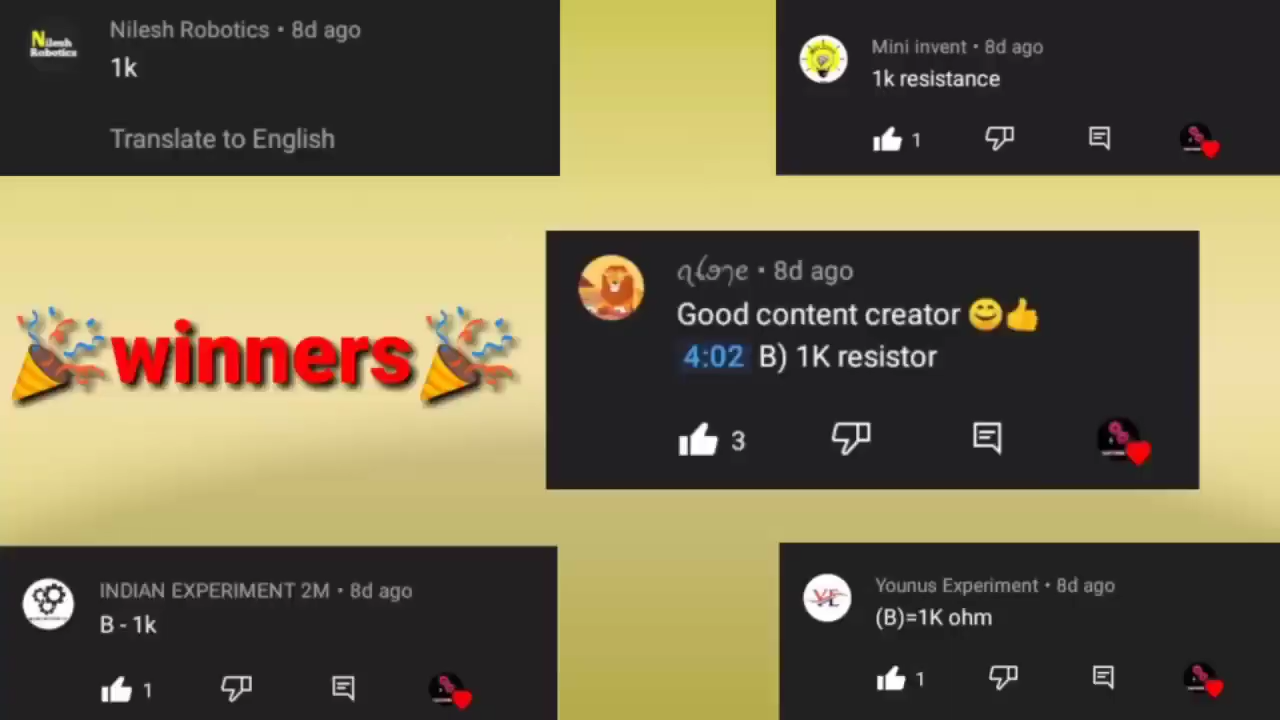 Nilesh Robotics • 8d ago
1k
Translate to English
Nilesh
Robotics
Mini invent • 8d ago
1k resistance
1
• 8d ago
Good content creator 😊👍
4:02 B) 1K resistor
3
🎉winners🎉
INDIAN EXPERIMENT 2M • 8d ago
B - 1k
1
Younus Experiment • 8d ago
(B)=1K ohm
1